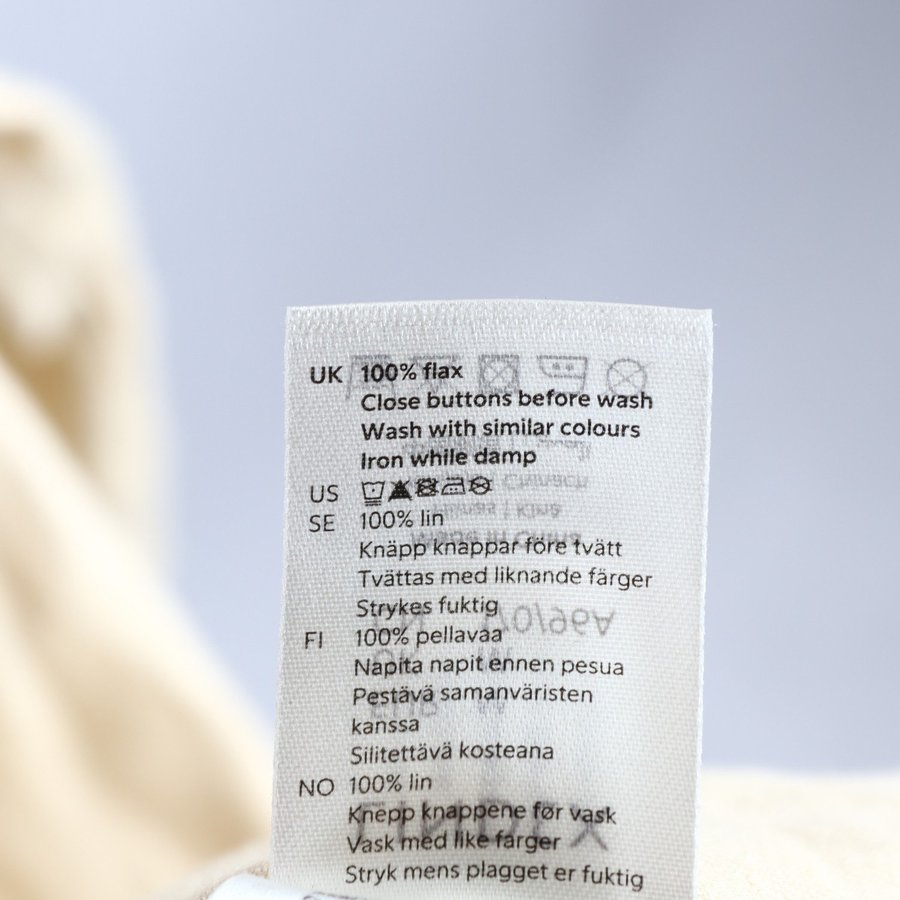 UK 100% flax
Close buttons before wash
Wash with similar colours
Iron while damp
US
SE 100% lin
Knäpp knappar före tvätt
Tvättas med liknande färger
Strykes fuktig
FI 100% pellavaa
Napita napit ennen pesua
Pestävä samanväristen
kanssa
Silitettävä kosteana
NO 100% lin
Knepp knappene før vask
Vask med like farger
Stryk mens plagget er fuktig